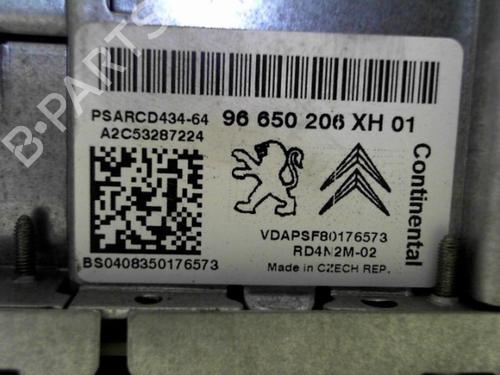 PSARCD434-64 96 650 206 XH 01
A2C53287224
Continental
VDAPSF80176573
RD4N2M-02
BS0408350176573 Made in CZECH REP.
B-PARTS